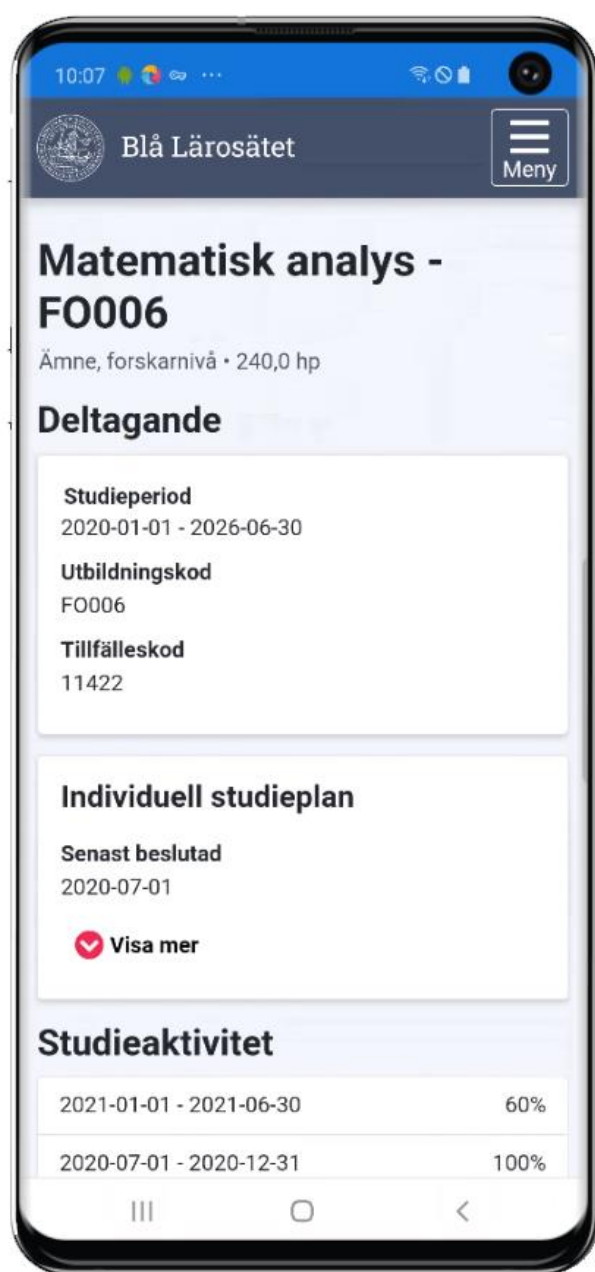 10:07
Blå Lärosätet
Meny
Matematisk analys -
FO006
Ämne, forskarnivå • 240,0 hp
Deltagande
Studieperiod
2020-01-01 - 2026-06-30
Utbildningskod
FO006
Tillfälleskod
11422
Individuell studieplan
Senast beslutad
2020-07-01
Visa mer
Studieaktivitet
2021-01-01 - 2021-06-30 60%
2020-07-01 - 2020-12-31 100%